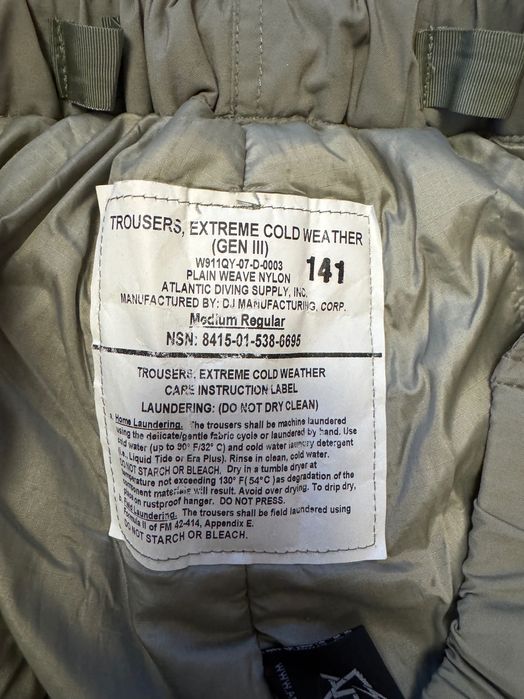 TROUSERS, EXTREME COLD WEATHER
(GEN III)
W911QY-07-D-0003
PLAIN WEAVE NYLON
141
ATLANTIC DIVING SUPPLY, INC.
MANUFACTURED BY: DJ MANUFACTURING, CORP.
Medium Regular
NSN: 8415-01-538-6695
TROUSERS: EXTREME COLD WEATHER
CARE INSTRUCTION LABEL
LAUNDERING: (DO NOT DRY CLEAN)
a. Home Laundering. The trousers shall be machine laundered
using the delicate/gentle fabric cycle or laundered by hand. Use
cold water (up to 90° F/32° C) and cold water laundry detergent
(i.e. Liquid Tide or Era Plus). Rinse in clean, cold water.
DO NOT STARCH OR BLEACH. Dry in a tumble dryer at
temperature not exceeding 130° F( 54° C )as degradation of the
component materials will result. Avoid over drying. To drip dry,
place on rustproof hanger. DO NOT PRESS.
b. Field Laundering. The trousers shall be field laundered using
Formula II of FM 42-414, Appendix E.
DO NOT STARCH OR BLEACH.